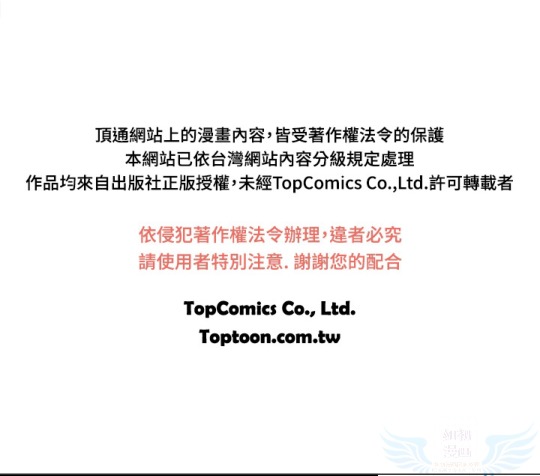 頂通網站上的漫畫內容,皆受著作權法令的保護
本網站已依台灣網站內容分級規定處理
作品均來自出版社正版授權,未經TopComics Co.,Ltd.許可轉載者
依侵犯著作權法令辦理,違者必究
請使用者特別注意. 謝謝您的配合
TopComics Co., Ltd.
Toptoon.com.tw